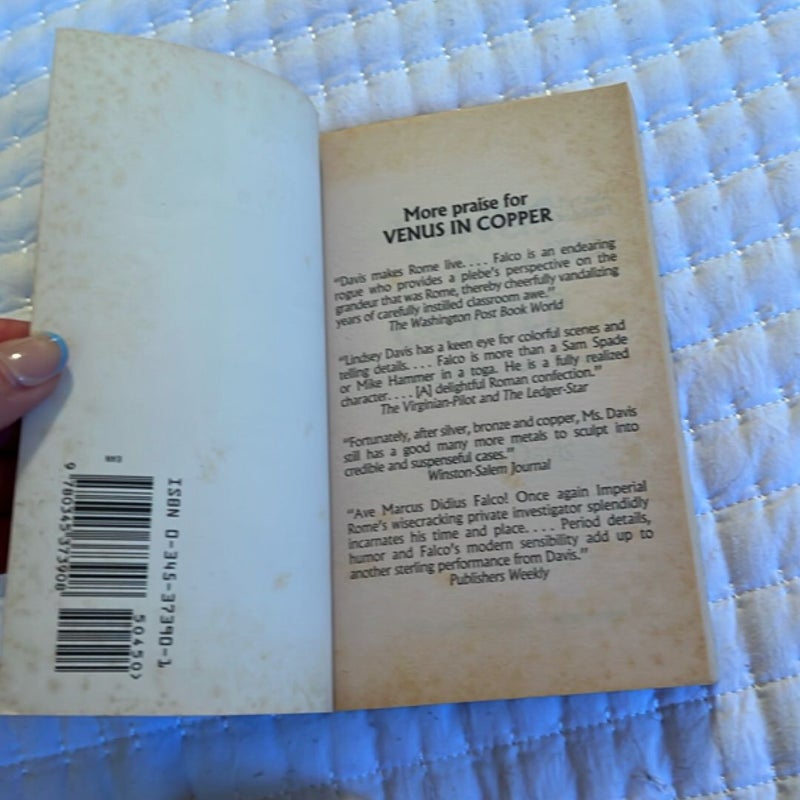 EAN
9 780345 373908
50450
ISBN 0-345-37390-1
More praise for
VENUS IN COPPER
"Davis makes Rome live. . . . Falco is an endearing
rogue who provides a plebe's perspective on the
grandeur that was Rome, thereby cheerfully vandalizing
years of carefully instilled classroom awe."
The Washington Post Book World
"Lindsey Davis has a keen eye for colorful scenes and
telling details. . . . Falco is more than a Sam Spade
or Mike Hammer in a toga. He is a fully realized
character. . . . [A] delightful Roman confection."
The Virginian-Pilot and The Ledger-Star
"Fortunately, after silver, bronze and copper, Ms. Davis
still has a good many more metals to sculpt into
credible and suspenseful cases."
Winston-Salem Journal
"Ave Marcus Didius Falco! Once again Imperial
Rome's wisecracking private investigator splendidly
incarnates his time and place. . . . Period details,
humor and Falco's modern sensibility add up to
another sterling performance from Davis."
Publishers Weekly